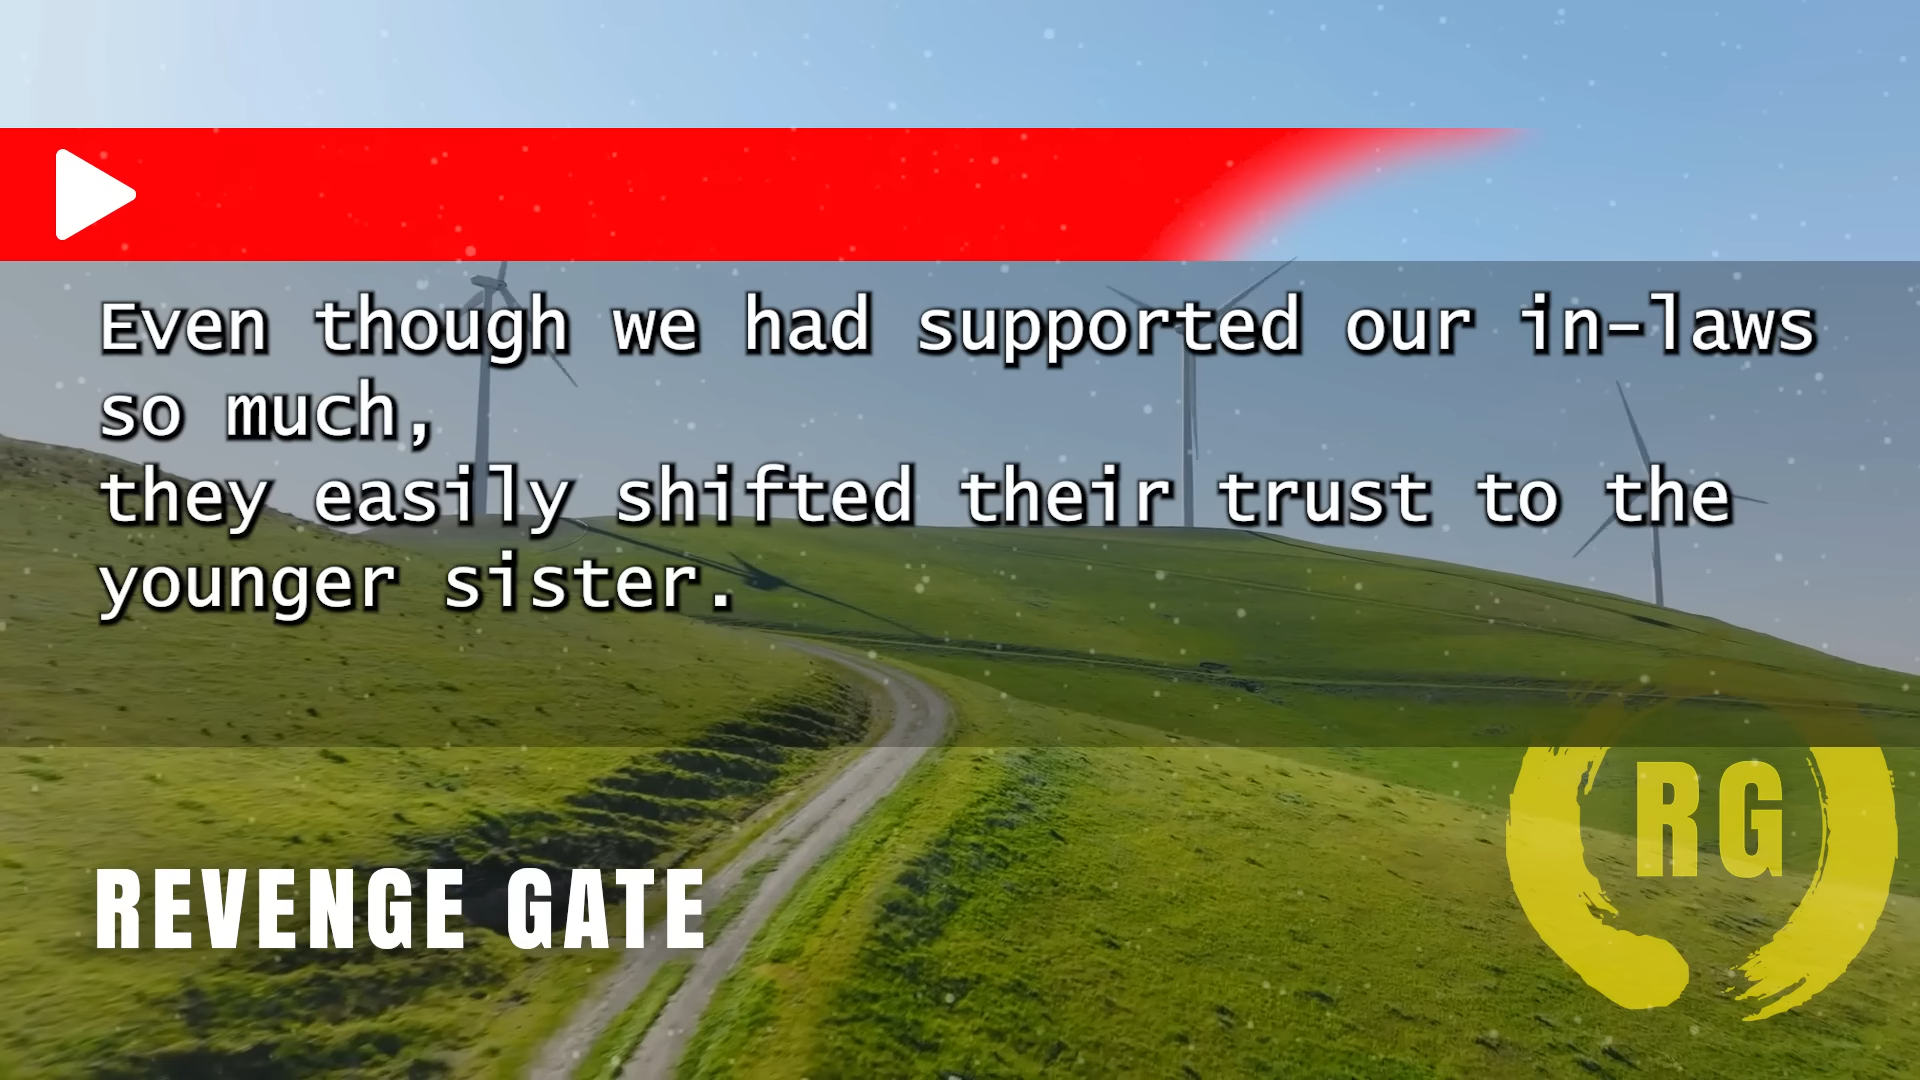 Even though we had supported our in-laws
so much,
they easily shifted their trust to the
younger sister.
RG
REVENGE GATE